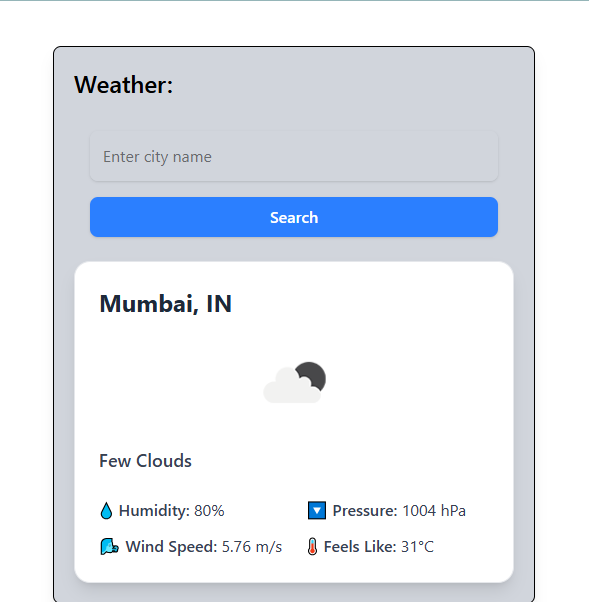 Weather:
Enter city name
Search
Mumbai, IN
Few Clouds
Humidity: 80% Pressure: 1004 hPa
Wind Speed: 5.76 m/s Feels Like: 31°C